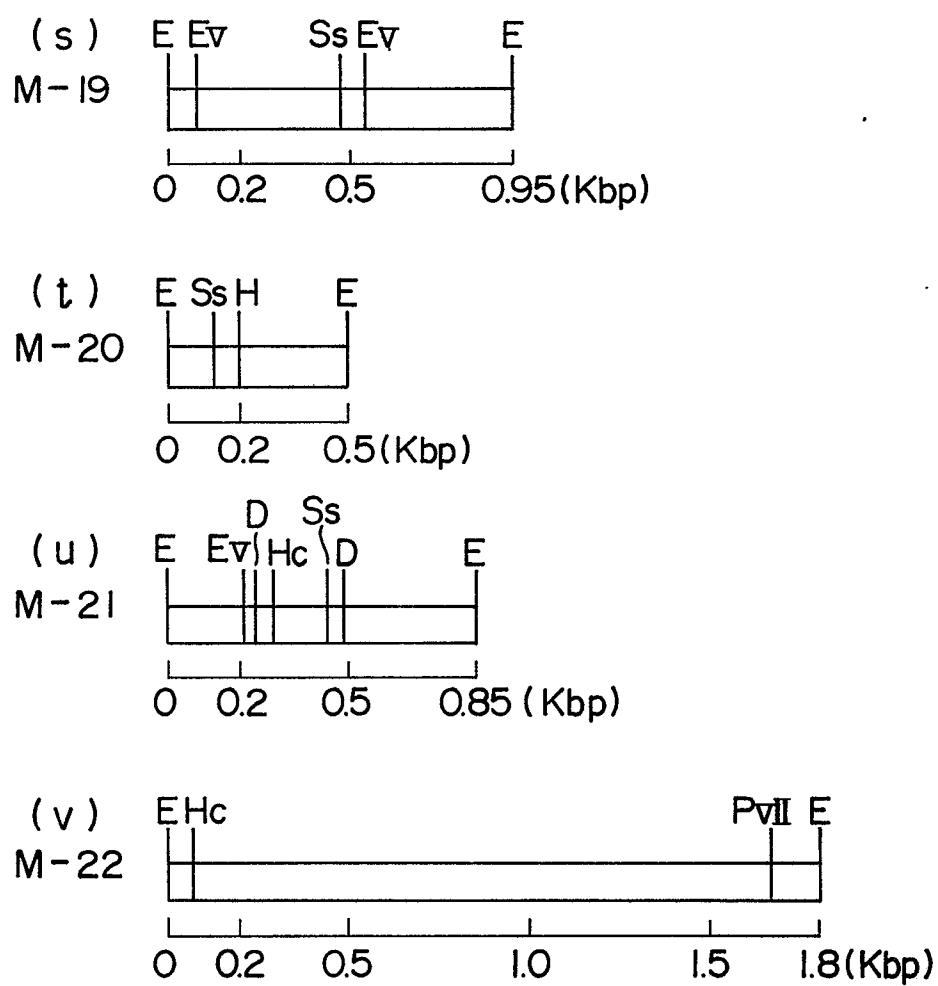 (s) E Ev Ss Ev E
M-19
0 0.2 0.5 0.95(Kbp)
(t) E Ss H E
M-20
0 0.2 0.5(Kbp)
D Ss
(u) E Ev Hc D E
M-21
0 0.2 0.5 0.85 (Kbp)
(v) E Hc PvII E
M-22
0 0.2 0.5 1.0 1.5 1.8(Kbp)